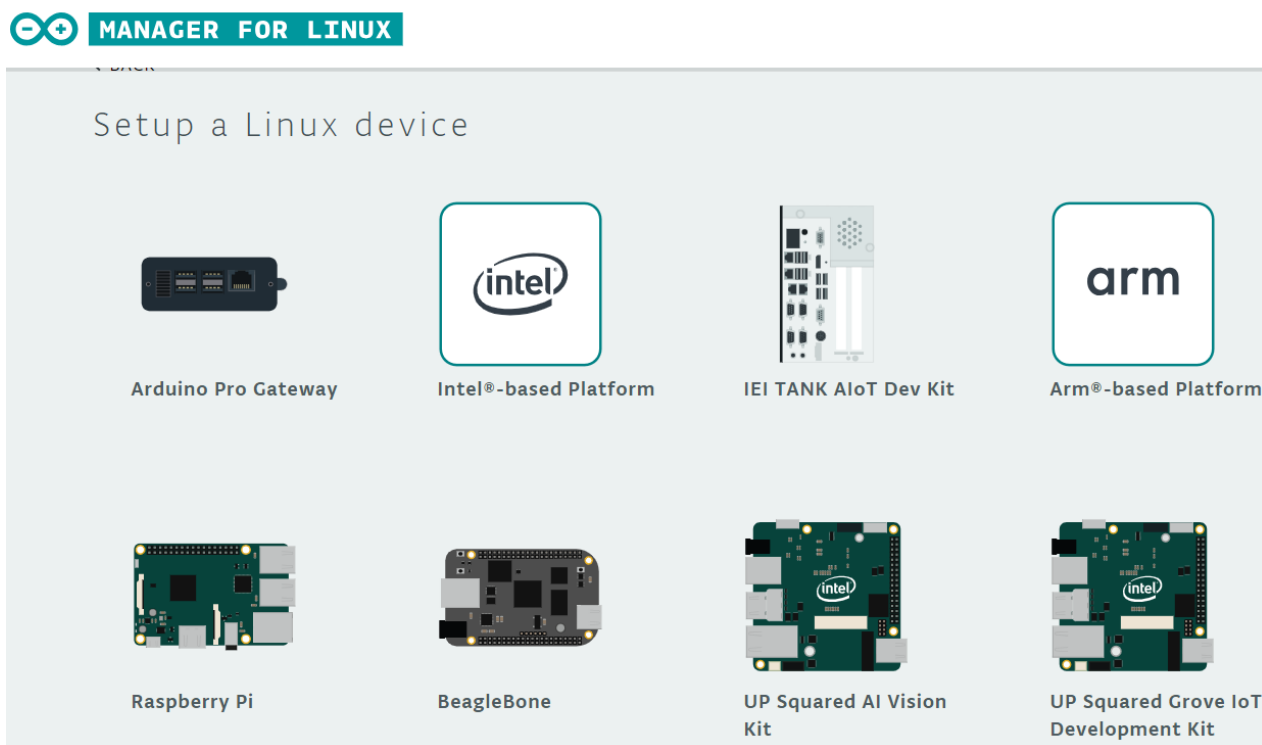 MANAGER FOR LINUX
BACK
Setup a Linux device
intel
arm
Arduino Pro Gateway
Intel®-based Platform
IEI TANK AIoT Dev Kit
Arm®-based Platform
intel
intel
Raspberry Pi
BeagleBone
UP Squared AI Vision
Kit
UP Squared Grove IoT
Development Kit